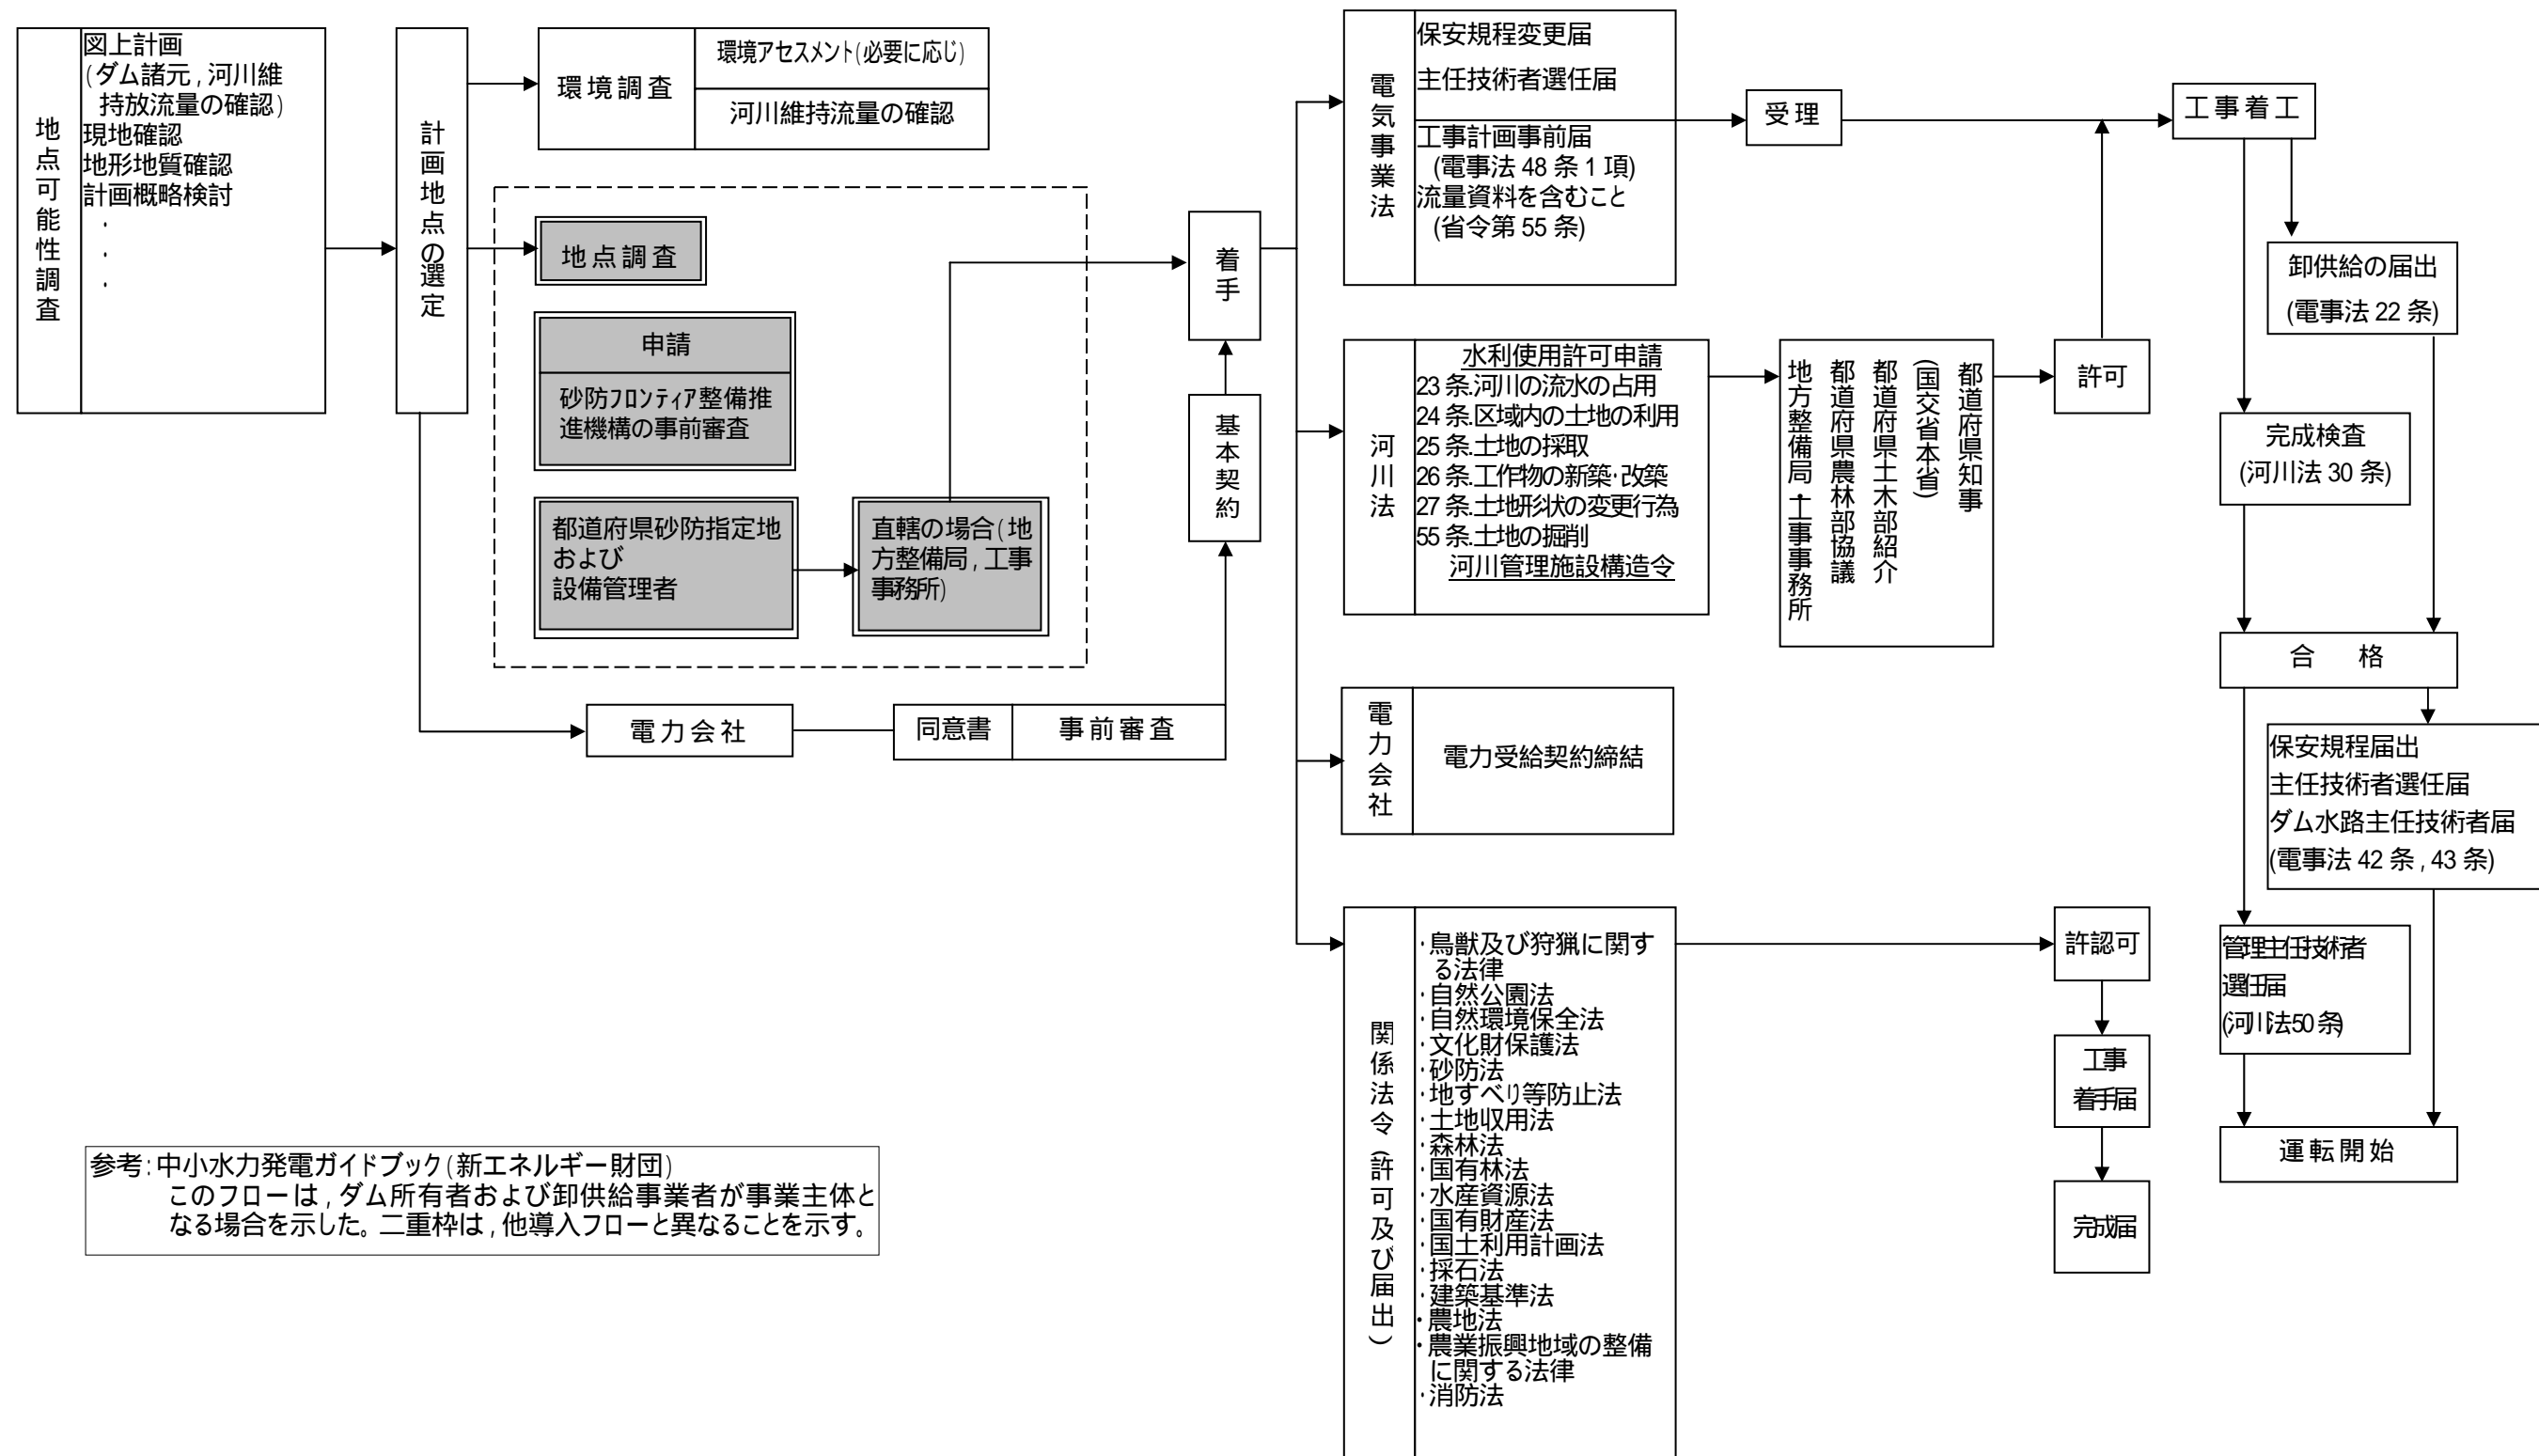 地点可能性調査
図上計画
(ダム諸元,河川維
持放流量の確認)
現地確認
地形地質確認
計画概略検討
・
・
・
計画地点の選定
環境調査
環境アセスメント(必要に応じ)
河川維持流量の確認
地点調査
申請
砂防フロンティア整備推
進機構の事前審査
都道府県砂防指定地
および
設備管理者
直轄の場合(地
方整備局,工事
事務所)
電力会社
同意書
事前審査
着手
基本契約
電気事業法
保安規程変更届
主任技術者選任届
工事計画事前届
(電事法 48 条 1 項)
流量資料を含むこと
(省令第 55 条)
受理
河川法
水利使用許可申請
23 条.河川の流水の占用
24 条.区域内の土地の利用
25 条.土地の採取
26 条.工作物の新築・改築
27 条.土地形状の変更行為
55 条.土地の掘削
河川管理施設構造令
都道府県知事
(国交省本省)
都道府県土木部紹介
都道府県農林部協議
地方整備局・工事事務所
許可
電力会社
電力受給契約締結
関係法令(許可及び届出)
・鳥獣及び狩猟に関す
る法律
・自然公園法
・自然環境保全法
・文化財保護法
・砂防法
・地すべり等防止法
・土地収用法
・森林法
・国有林法
・水産資源法
・国有財産法
・国土利用計画法
・採石法
・建築基準法
・農地法
・農業振興地域の整備
に関する法律
・消防法
許認可
工事
着手届
完成届
工事着工
卸供給の届出
(電事法 22 条)
完成検査
(河川法 30 条)
合 格
保安規程届出
主任技術者選任届
ダム水路主任技術者届
(電事法 42 条,43 条)
管理主任技術者
選任届
(河川法50 条)
運転開始
参考:中小水力発電ガイドブック(新エネルギー財団)
このフローは,ダム所有者および卸供給事業者が事業主体と
なる場合を示した。二重枠は,他導入フローと異なることを示す。